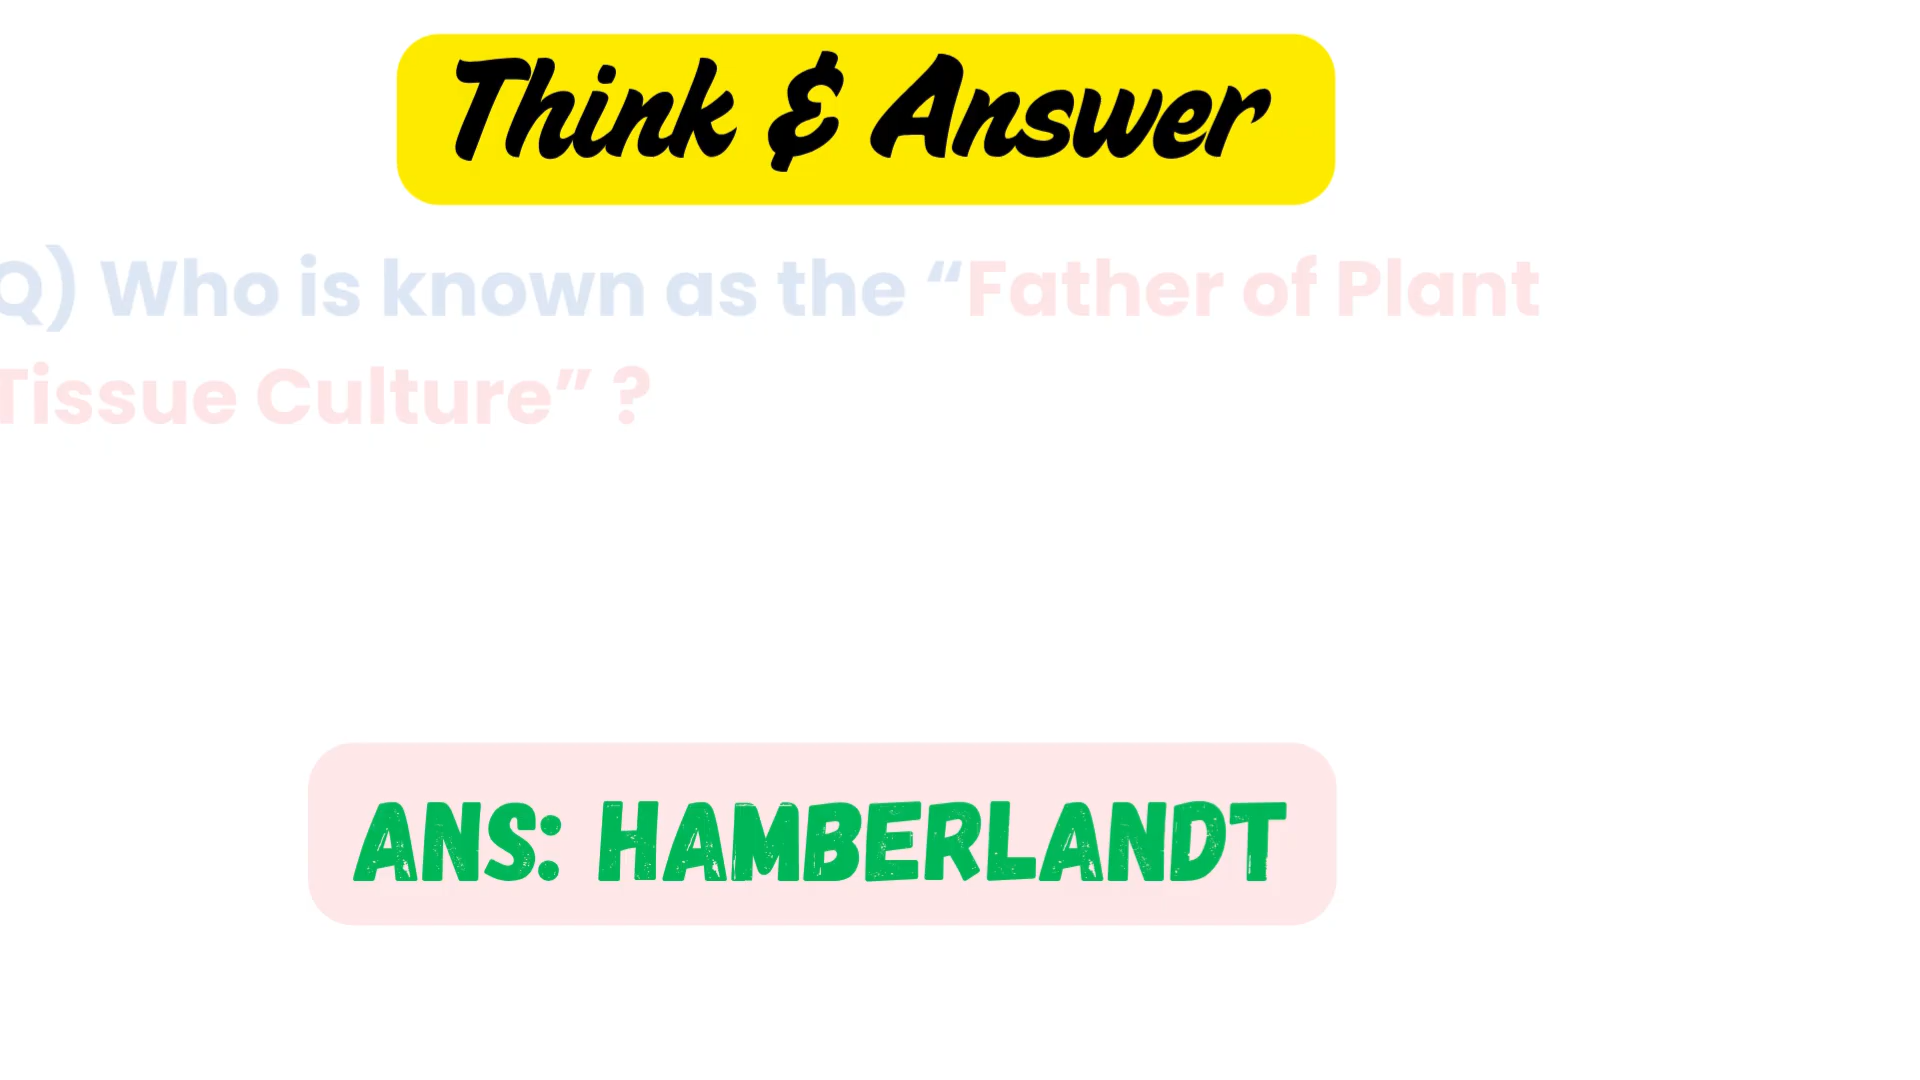 Think & Answer
Q) Who is known as the “Father of Plant
Tissue Culture” ?
ANS: HAMBERLANDT